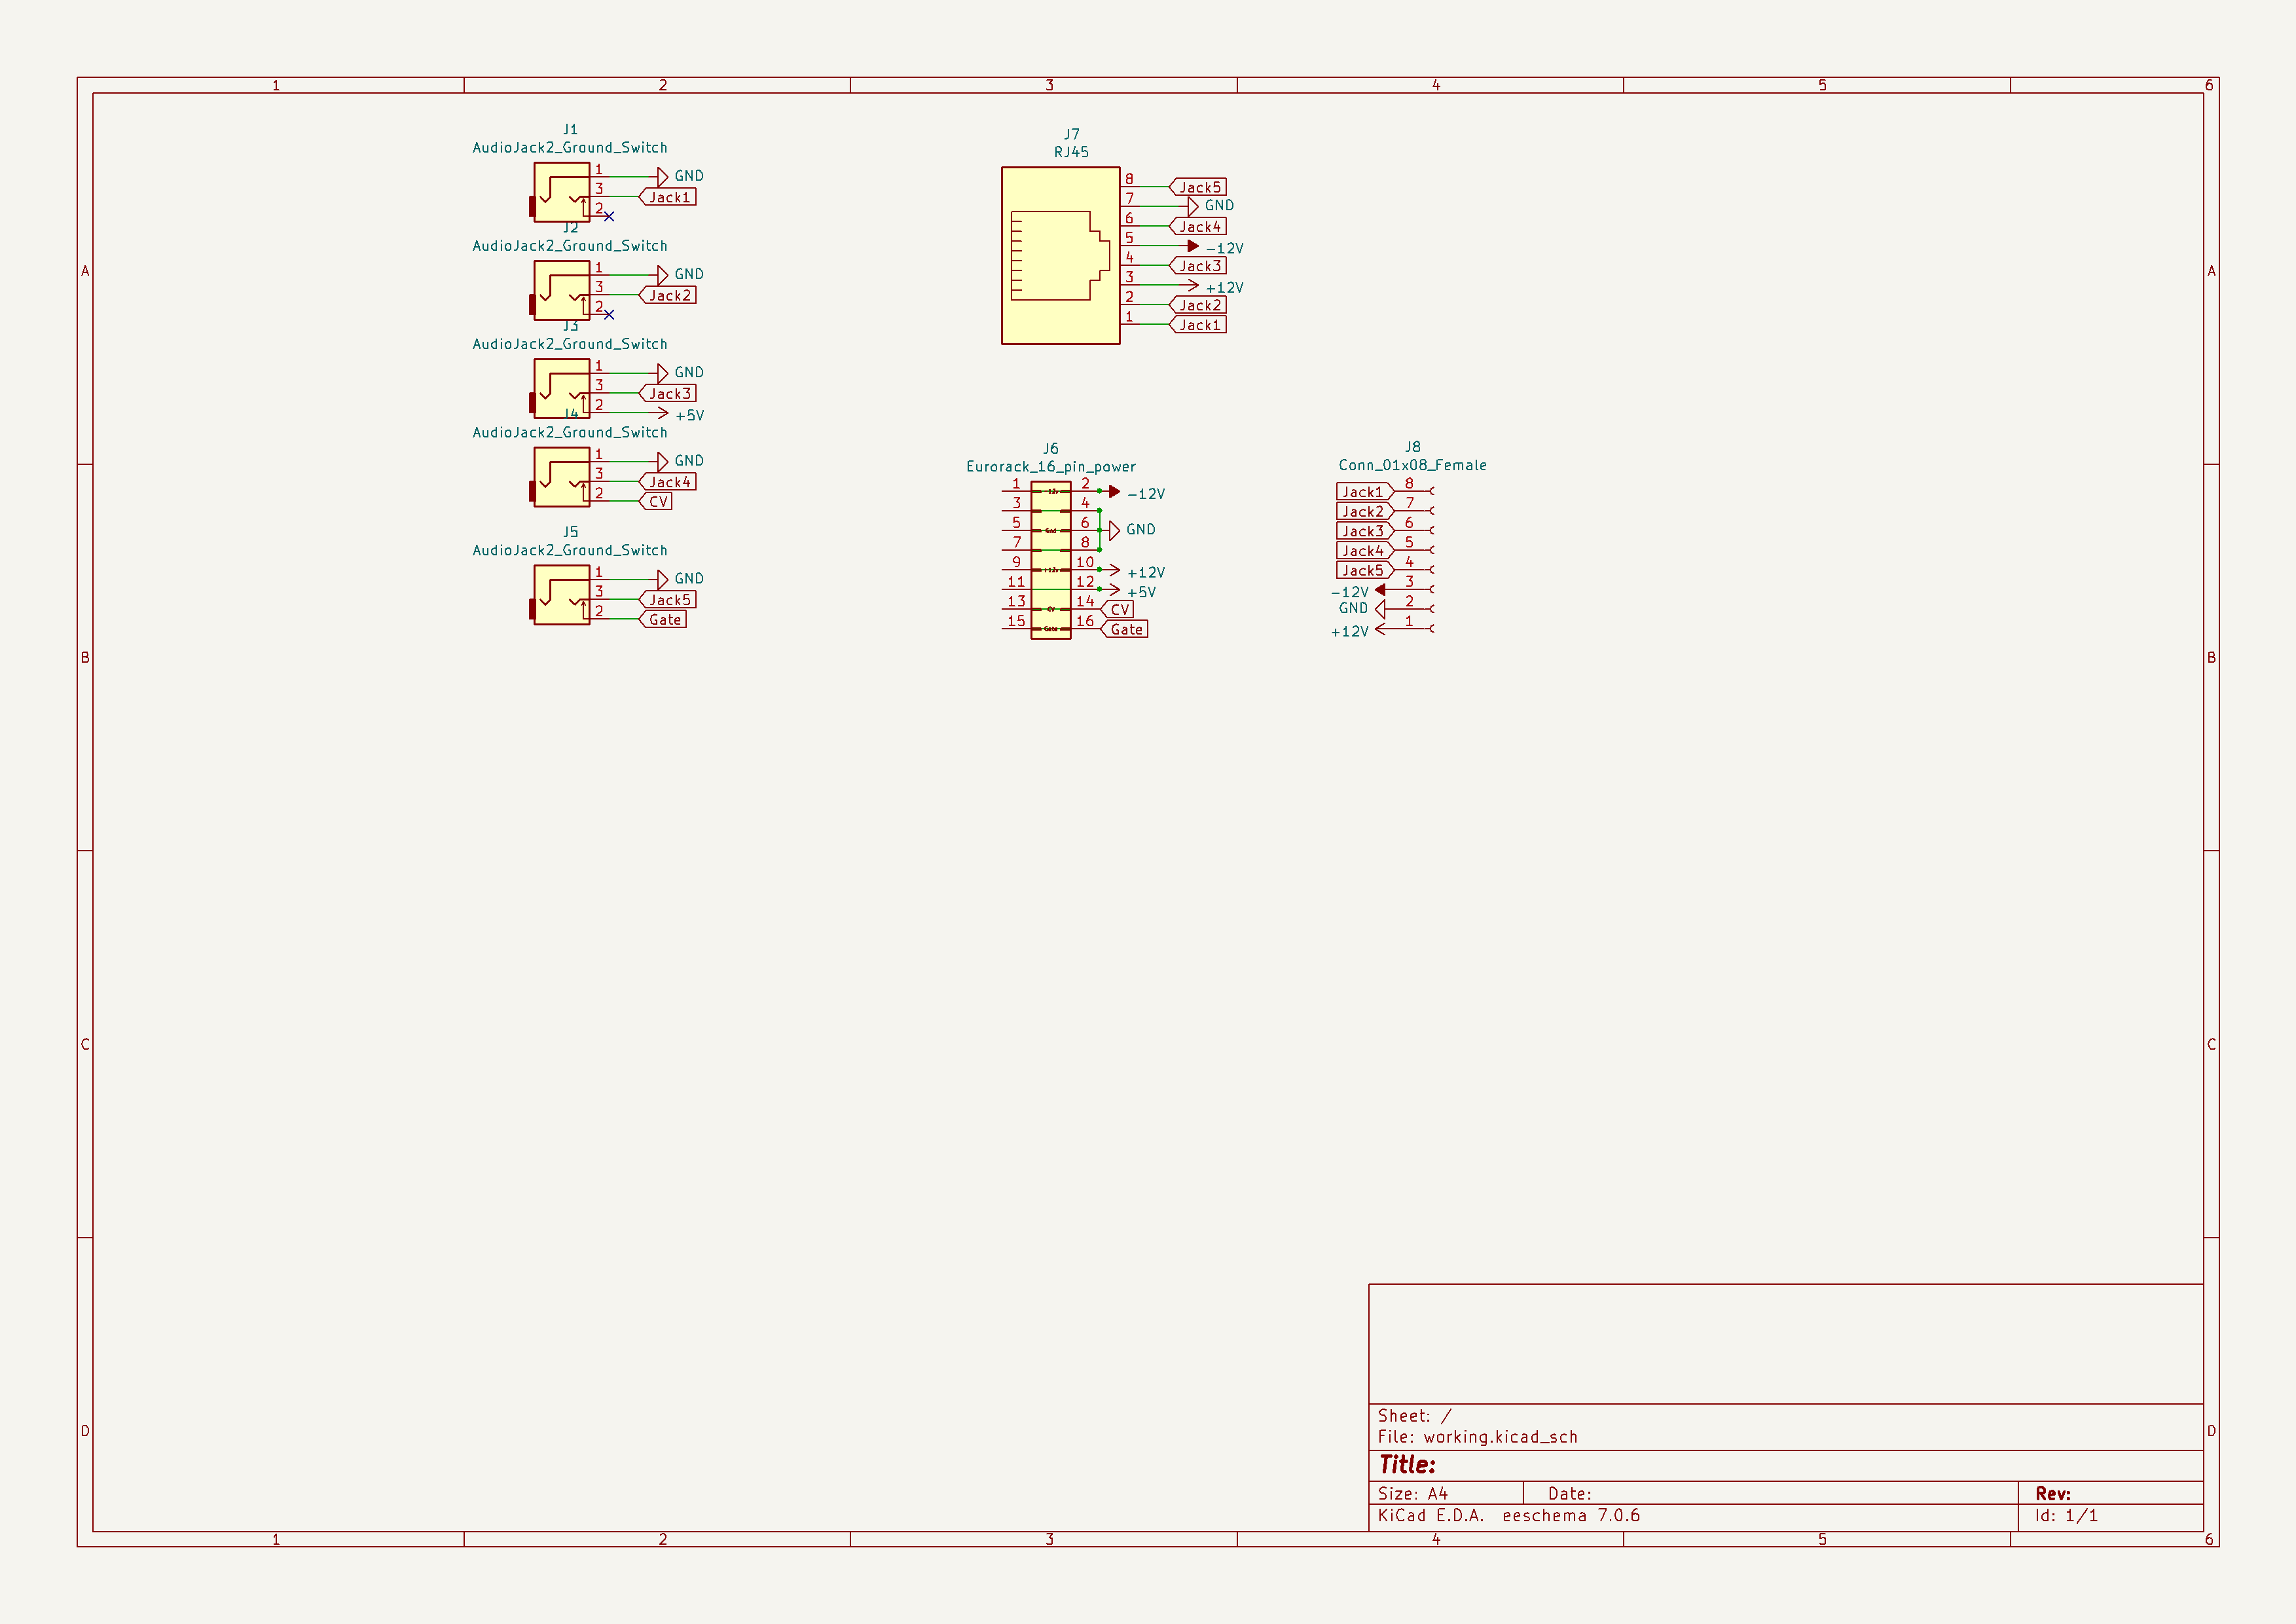 1 2 3 4 5 6
A
B
C
D
J1
AudioJack2_Ground_Switch
1 GND
3 Jack1
2
J2
AudioJack2_Ground_Switch
1 GND
3 Jack2
2
J3
AudioJack2_Ground_Switch
1 GND
3 Jack3
2 +5V
J4
AudioJack2_Ground_Switch
1 GND
3 Jack4
2 CV
J5
AudioJack2_Ground_Switch
1 GND
3 Jack5
2 Gate
J7
RJ45
8 Jack5
7 GND
6 Jack4
5 -12V
4 Jack3
3 +12V
2 Jack2
1 Jack1
J6
Eurorack_16_pin_power
1 2 -12V
3 4
5 Gnd 6 GND
7 8
9 +12v 10 +12V
11 12 +5V
13 CV 14 CV
15 Gate 16 Gate
J8
Conn_01x08_Female
Jack1 8
Jack2 7
Jack3 6
Jack4 5
Jack5 4
-12V 3
GND 2
+12V 1
A
B
C
D
Sheet: /
File: working.kicad_sch
Title:
Size: A4 Date: Rev:
KiCad E.D.A. eeschema 7.0.6 Id: 1/1
1 2 3 4 5 6